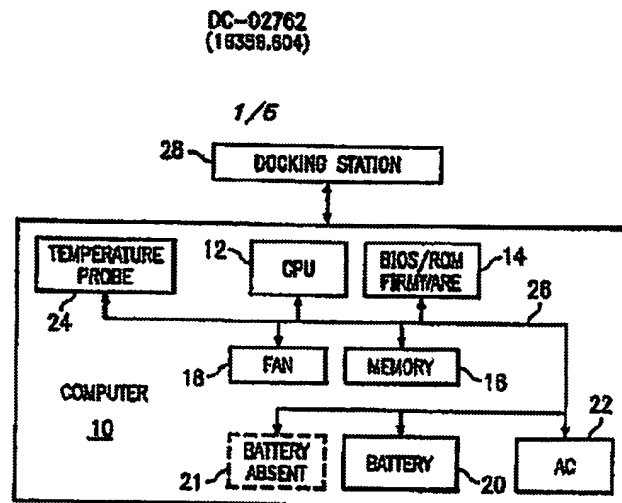 DC-02762
(16356.604)
1/5
28
DOCKING STATION
TEMPERATURE
PROBE
24
12
CPU
BIOS/ROM
FIRMWARE
14
26
18
FAN
MEMORY
16
COMPUTER
10
22
21
BATTERY
ABSENT
BATTERY
20
AC